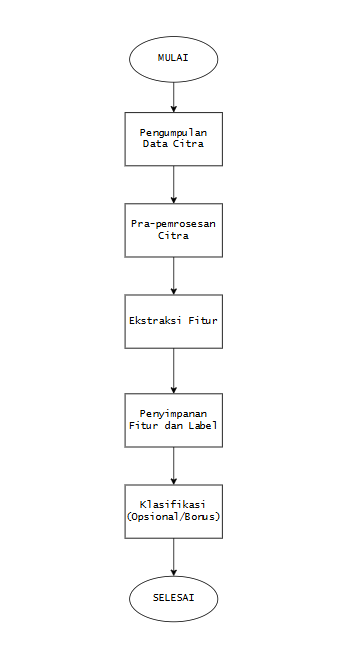 MULAI
Pengumpulan
Data Citra
Pra-pemrosesan
Citra
Ekstraksi Fitur
Penyimpanan
Fitur dan Label
Klasifikasi
(Opsional/Bonus)
SELESAI